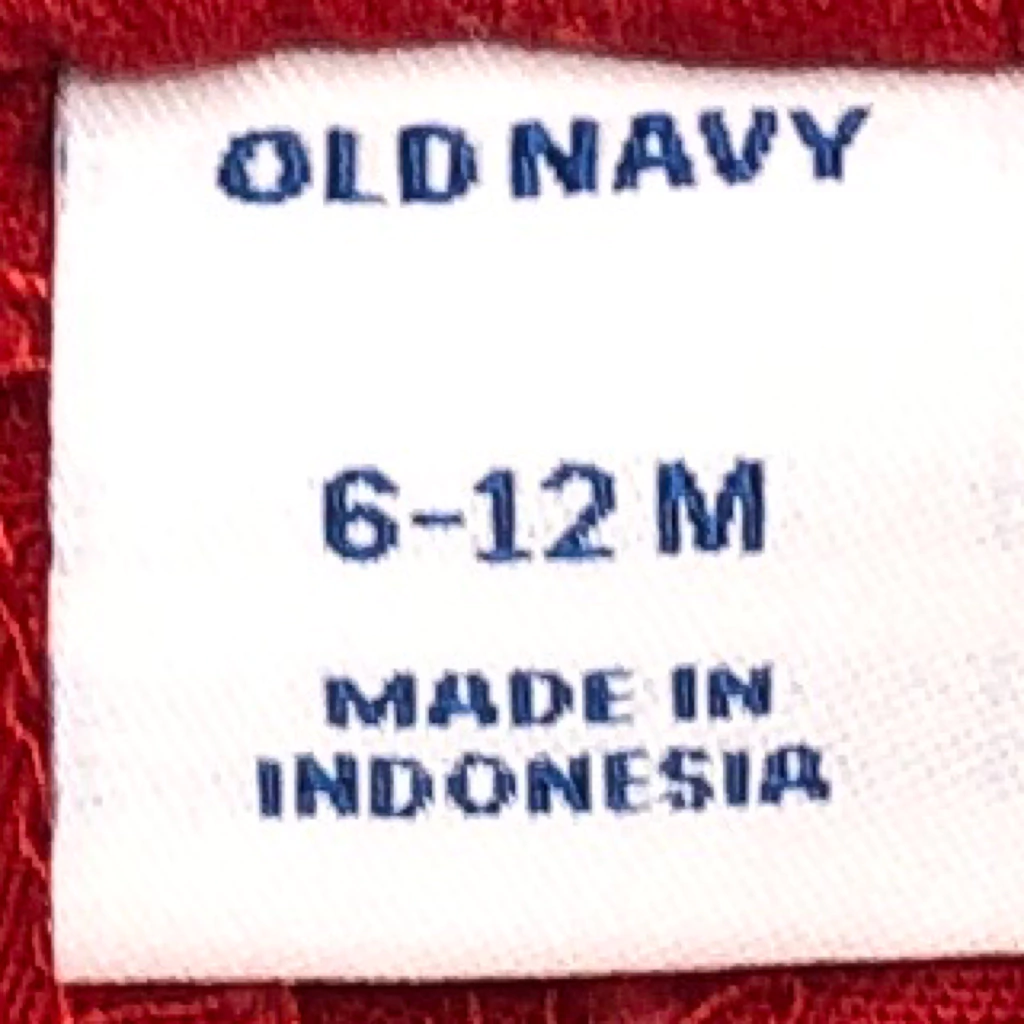 OLD NAVY
6-12 M
MADE IN
INDONESIA